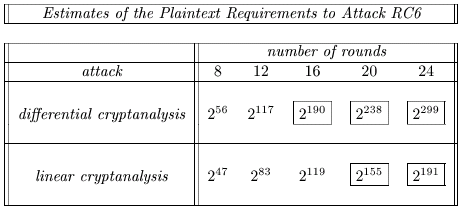 Estimates of the Plaintext Requirements to Attack RC6
number of rounds
attack 8 12 16 20 24
differential cryptanalysis 2^56 2^117 2^190 2^238 2^299
linear cryptanalysis 2^47 2^83 2^119 2^155 2^191